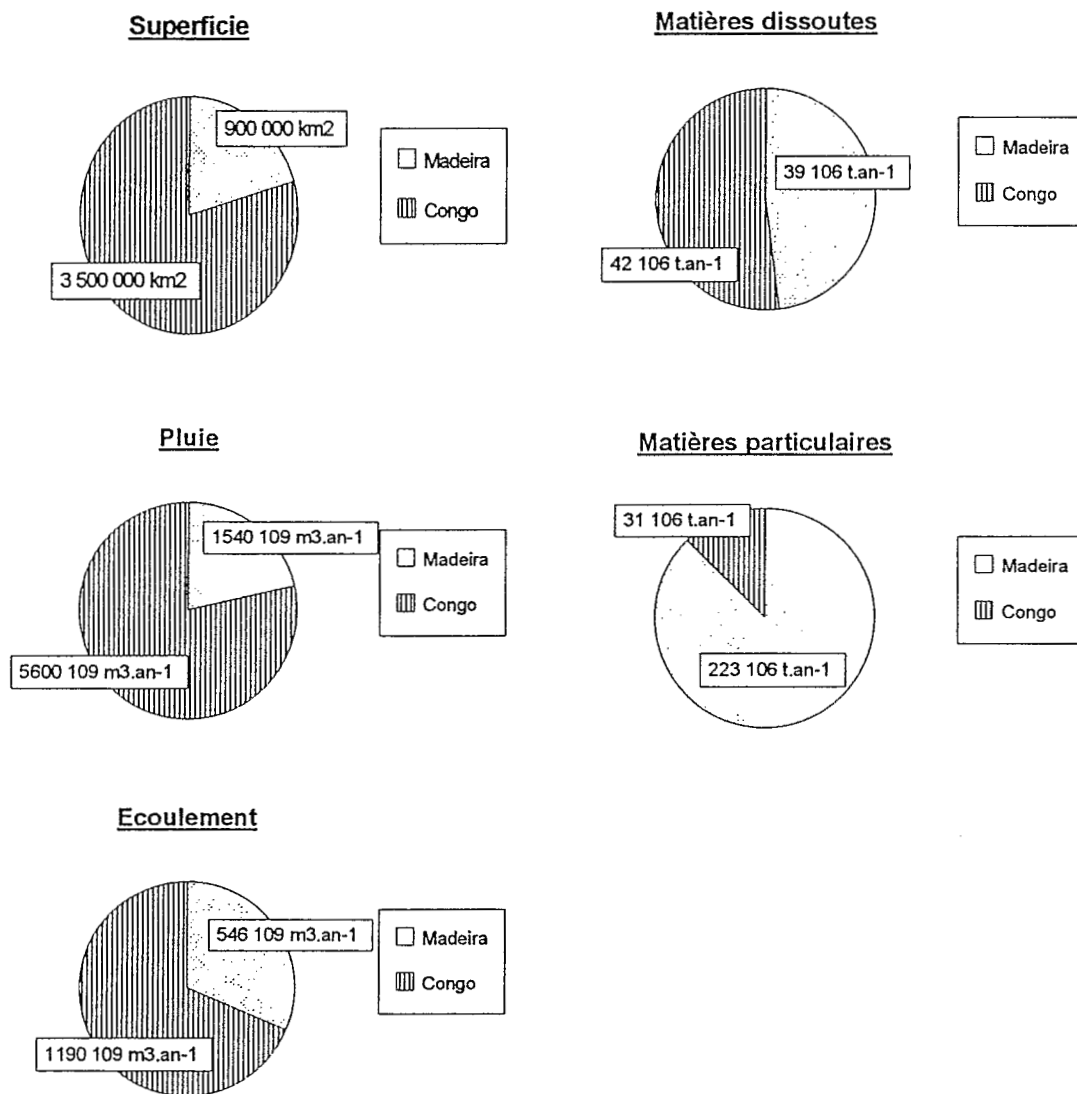 Superficie
900 000 km2
3 500 000 km2
Madeira
Congo
Matières dissoutes
39 106 t.an-1
42 106 t.an-1
Madeira
Congo
Pluie
1540 109 m3.an-1
5600 109 m3.an-1
Madeira
Congo
Matières particulaires
31 106 t.an-1
223 106 t.an-1
Madeira
Congo
Ecoulement
546 109 m3.an-1
1190 109 m3.an-1
Madeira
Congo